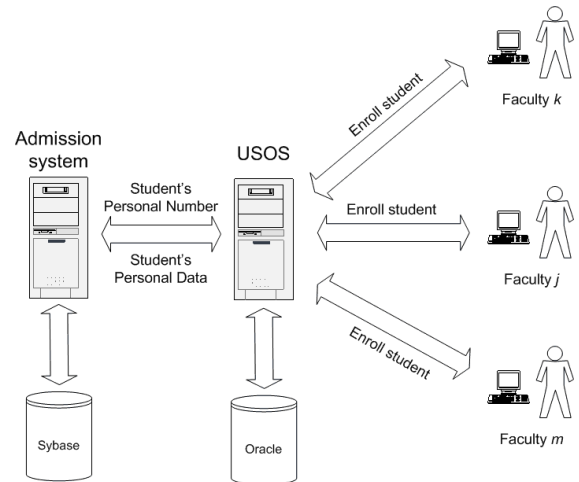 Admission
system
Student's
Personal Number
Student's
Personal Data
Sybase
USOS
Oracle
Enroll student
Faculty k
Enroll student
Faculty j
Enroll student
Faculty m